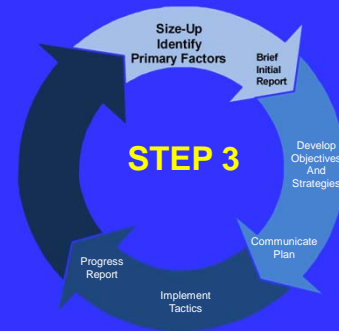 Size-Up
Identify
Primary Factors
Brief
Initial
Report
STEP 3
Develop
Objectives
And
Strategies
Communicate
Plan
Progress
Report
Implement
Tactics